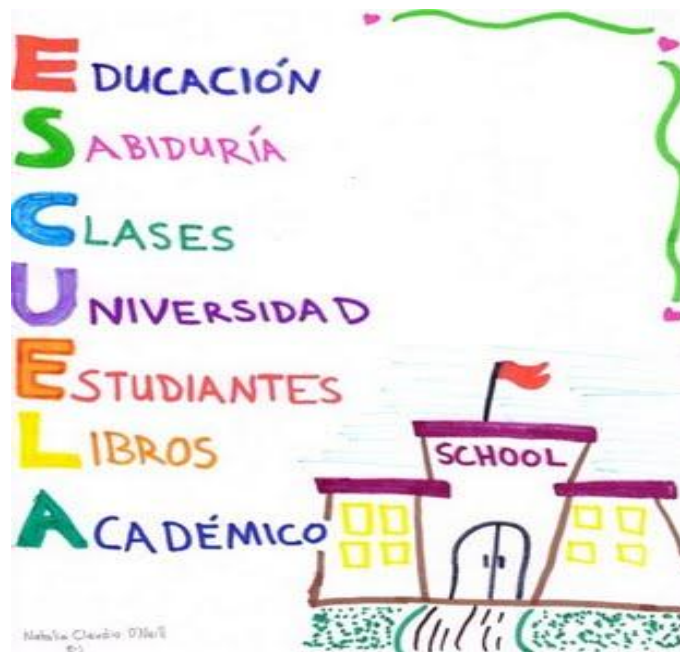 EDUCACIÓN
SABIDURÍA
CLASES
UNIVERSIDAD
ESTUDIANTES
LIBROS
ACADÉMICO
SCHOOL
Natalia Claudio O'Neill